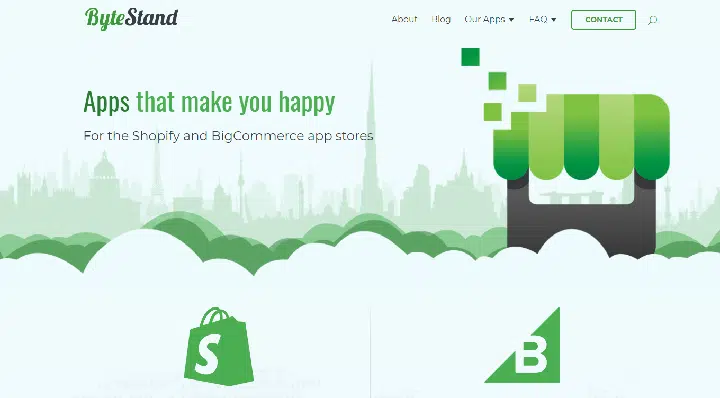 ByteStand
About Blog Our Apps FAQ CONTACT
Apps that make you happy
For the Shopify and BigCommerce app stores
S
B